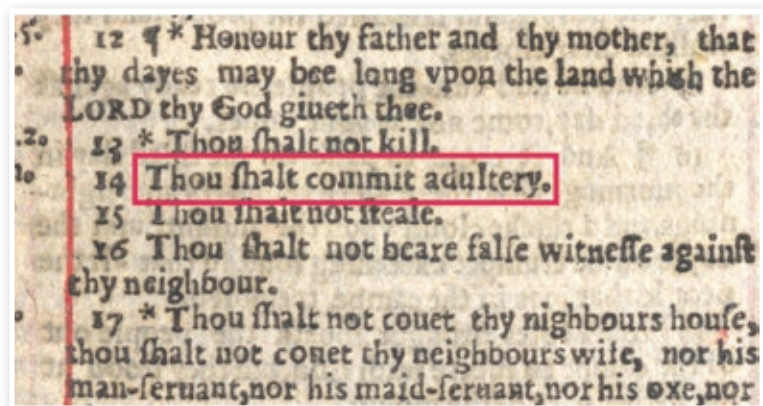 5. 12 ¶ * Honour thy father and thy mother, that
thy dayes may bee long vpon the land which the
LORD thy God giueth thee.
.20 13 * Thou ſhalt not kill.
14 Thou ſhalt commit adultery.
15 Thou ſhalt not ſteale.
16 Thou ſhalt not beare falſe witneſſe againſt
thy neighbour.
17 * Thou ſhalt not couet thy nighbours houſe,
thou ſhalt not couet thy neighbours wife, nor his
man-ſeruant,nor his maid-ſeruant,nor his oxe,nor